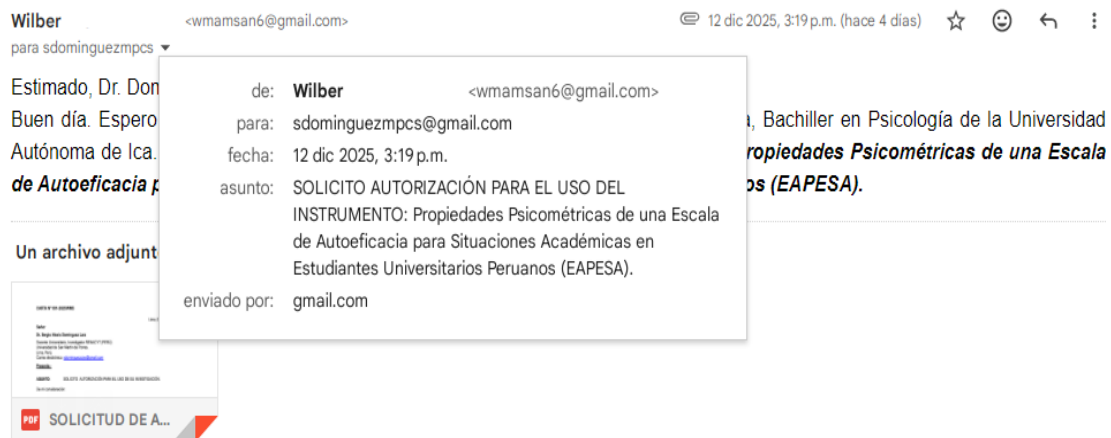 Wilber <wmamsan6@gmail.com> 12 dic 2025, 3:19 p.m. (hace 4 días)
para sdominguezmpcs
Estimado, Dr. Don
Buen día. Espero , Bachiller en Psicología de la Universidad
Autónoma de Ica. ropiedades Psicométricas de una Escala
de Autoeficacia p os (EAPESA).
de: Wilber <wmamsan6@gmail.com>
para: sdominguezmpcs@gmail.com
fecha: 12 dic 2025, 3:19 p.m.
asunto: SOLICITO AUTORIZACIÓN PARA EL USO DEL
INSTRUMENTO: Propiedades Psicométricas de una Escala
de Autoeficacia para Situaciones Académicas en
Estudiantes Universitarios Peruanos (EAPESA).
enviado por: gmail.com
Un archivo adjunt
PDF SOLICITUD DE A...